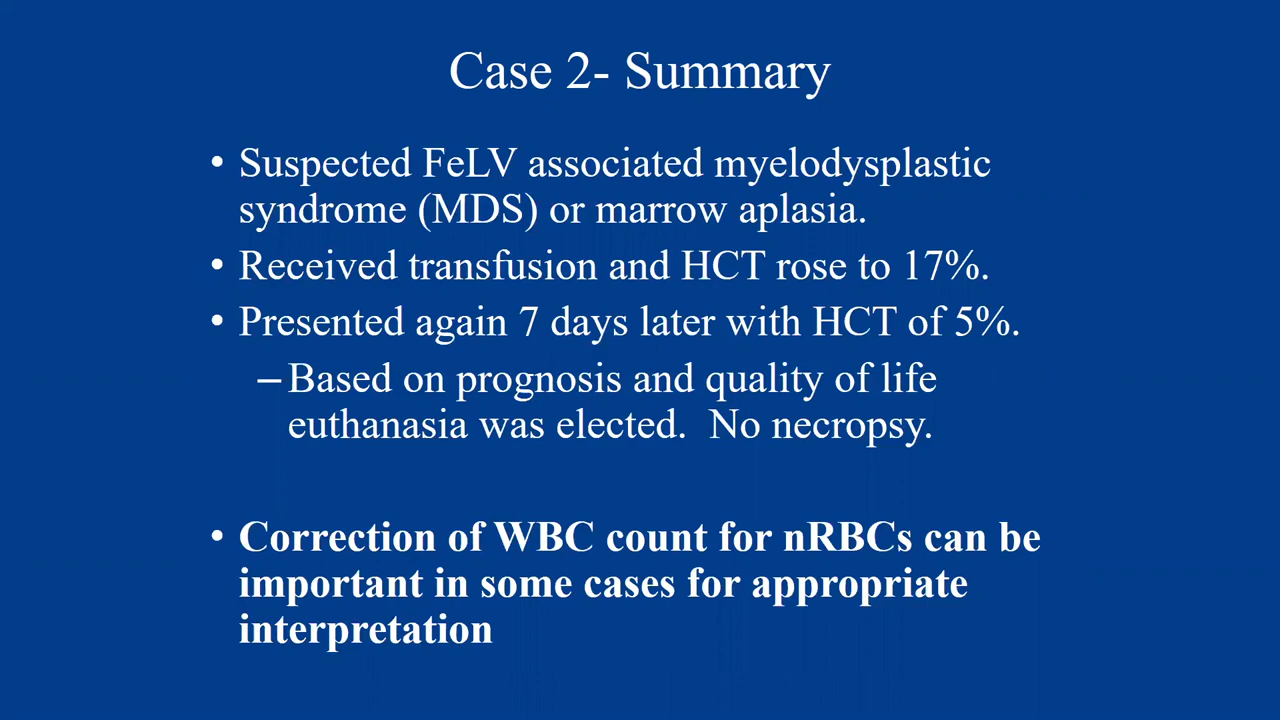 Case 2- Summary
• Suspected FeLV associated myelodysplastic
syndrome (MDS) or marrow aplasia.
• Received transfusion and HCT rose to 17%.
• Presented again 7 days later with HCT of 5%.
– Based on prognosis and quality of life
euthanasia was elected.  No necropsy.
• Correction of WBC count for nRBCs can be
important in some cases for appropriate
interpretation